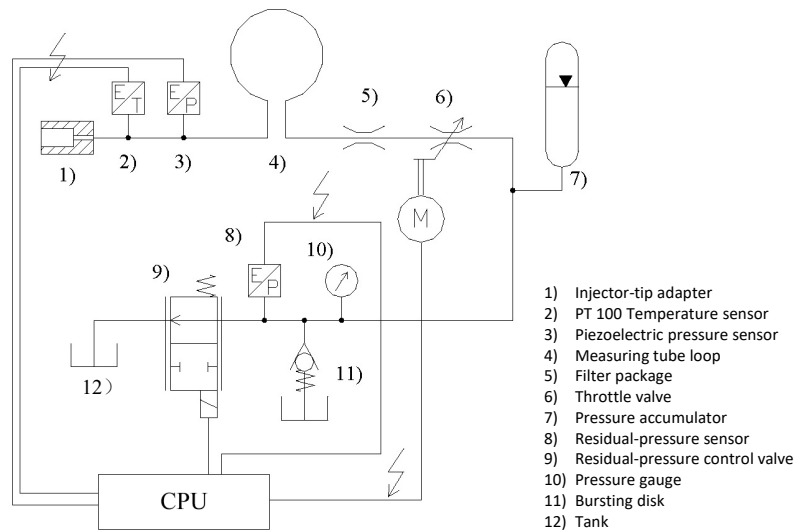 E
T
E
P
5)
6)
1)
2)
3)
4)
7)
M
8)
E
P
10)
9)
11)
12）
CPU
1) Injector-tip adapter
2) PT 100 Temperature sensor
3) Piezoelectric pressure sensor
4) Measuring tube loop
5) Filter package
6) Throttle valve
7) Pressure accumulator
8) Residual-pressure sensor
9) Residual-pressure control valve
10) Pressure gauge
11) Bursting disk
12) Tank